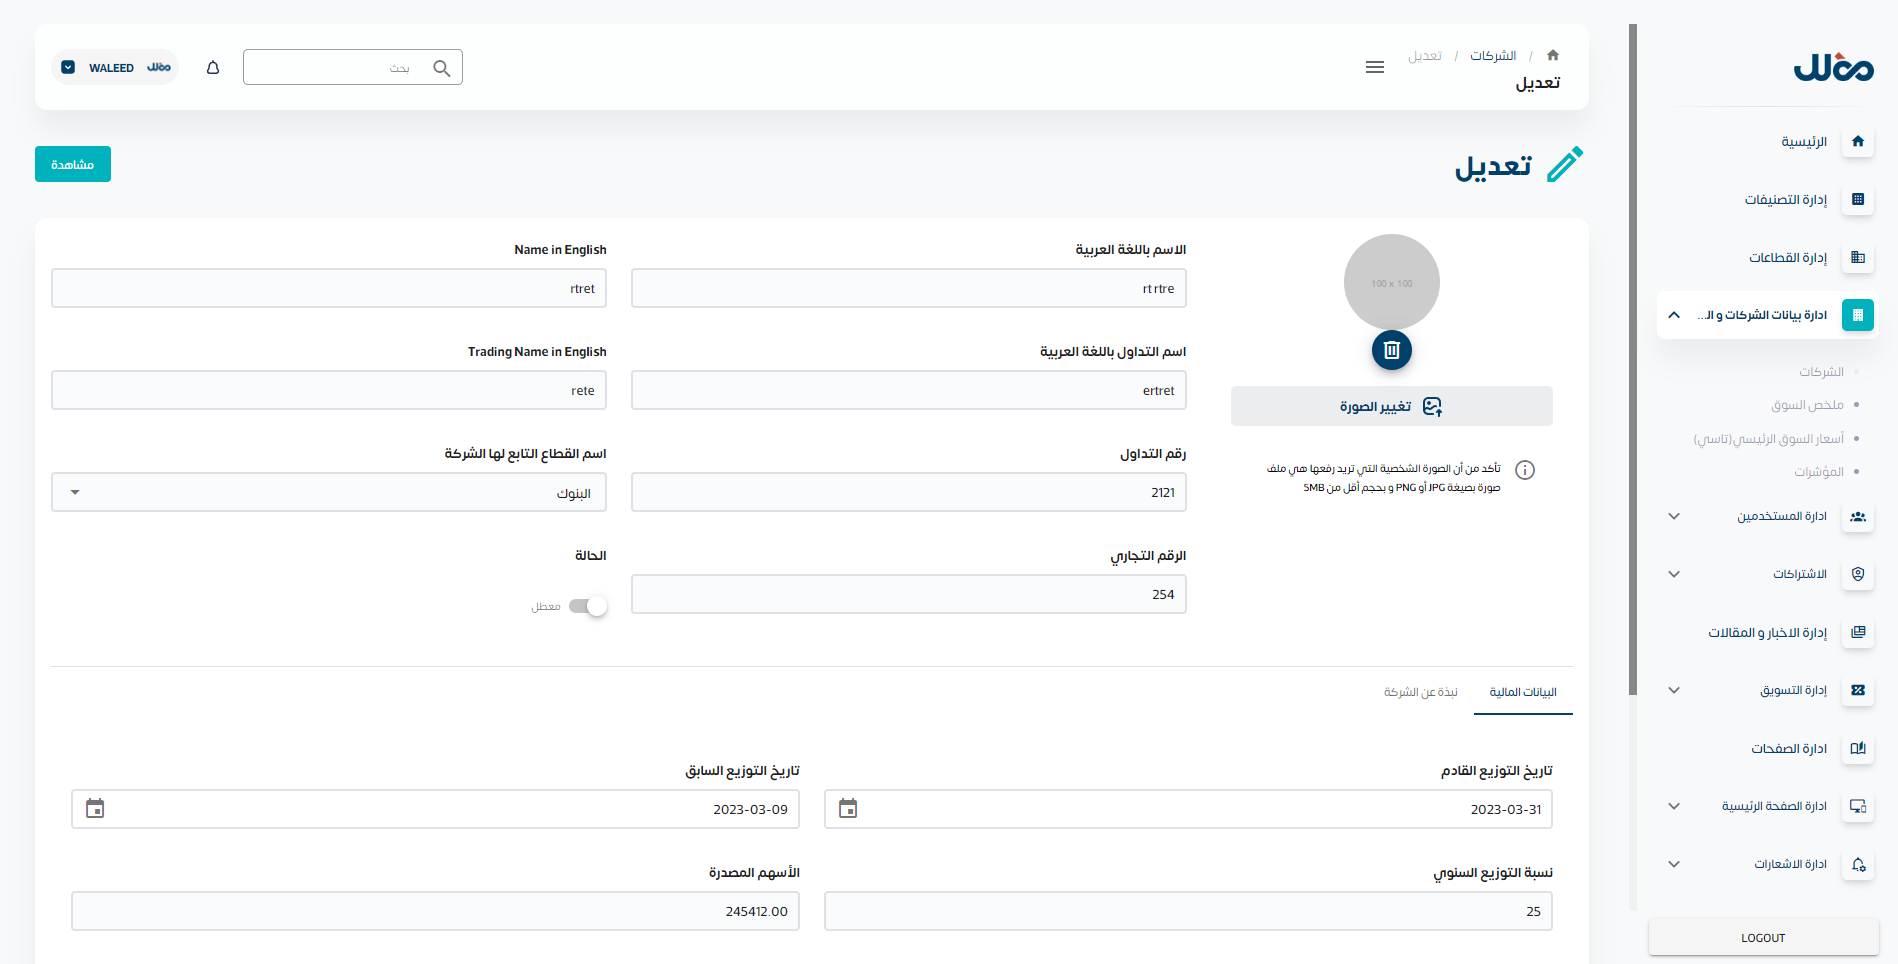 الشركات / تعديل
تعديل
بحث
WALEED
معلل
معلل
الرئيسية
إدارة التصنيفات
إدارة القطاعات
ادارة بيانات الشركات و الـ...
الشركات
ملخص السوق
أسعار السوق الرئيسي(تاسي)
المؤشرات
ادارة المستخدمين
الاشتراكات
إدارة الاخبار و المقالات
إدارة التسويق
ادارة الصفحات
ادارة الصفحة الرئيسية
ادارة الاشعارات
LOGOUT
تعديل
مشاهدة
100 x 100
تغيير الصورة
تأكد من أن الصورة الشخصية التي تريد رفعها هي ملف
صورة بصيغة JPG أو PNG و بحجم أقل من 5MB
الاسم باللغة العربية
rt rtre
Name in English
rtret
اسم التداول باللغة العربية
ertret
Trading Name in English
rete
رقم التداول
2121
اسم القطاع التابع لها الشركة
البنوك
الرقم التجاري
254
الحالة
معطل
البيانات المالية
نبذة عن الشركة
تاريخ التوزيع القادم
2023-03-31
تاريخ التوزيع السابق
2023-03-09
نسبة التوزيع السنوي
25
الأسهم المصدرة
245412.00